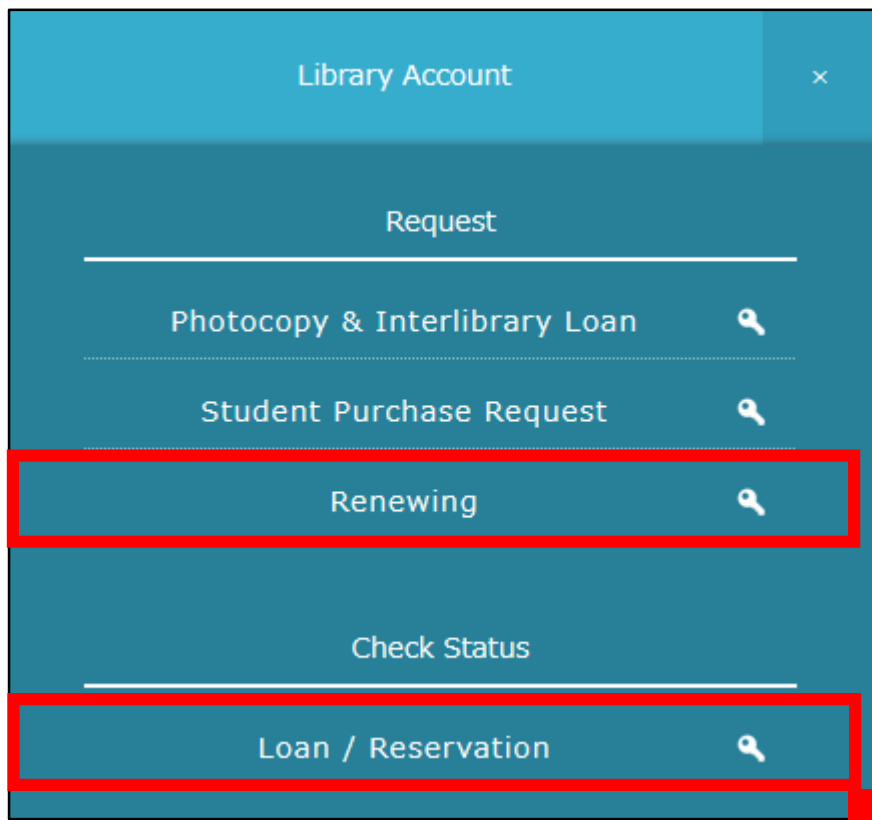 Library Account ×
Request
Photocopy & Interlibrary Loan
Student Purchase Request
Renewing
Check Status
Loan / Reservation